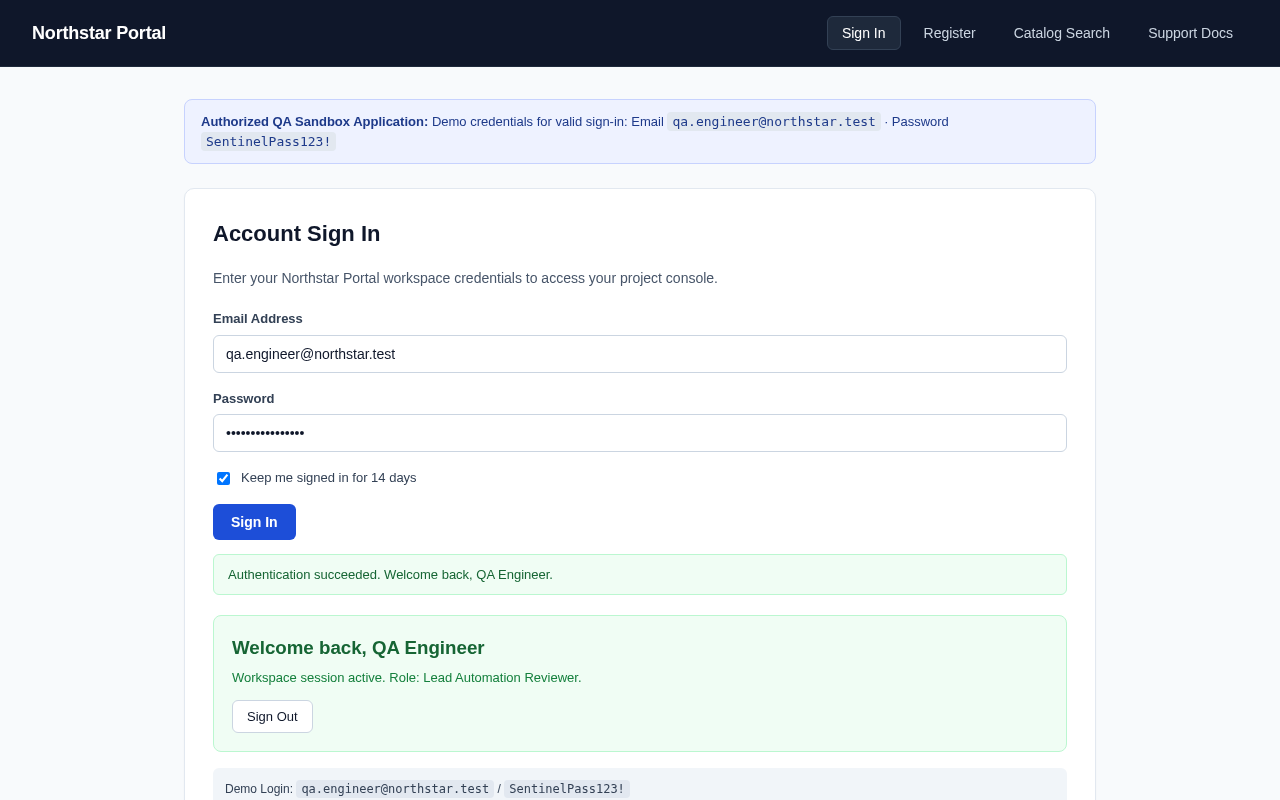 Northstar Portal
Sign In
Register
Catalog Search
Support Docs
Authorized QA Sandbox Application: Demo credentials for valid sign-in: Email qa.engineer@northstar.test · Password
SentinelPass123!
Account Sign In
Enter your Northstar Portal workspace credentials to access your project console.
Email Address
qa.engineer@northstar.test
Password
••••••••••••••••
Keep me signed in for 14 days
Sign In
Authentication succeeded. Welcome back, QA Engineer.
Welcome back, QA Engineer
Workspace session active. Role: Lead Automation Reviewer.
Sign Out
Demo Login: qa.engineer@northstar.test / SentinelPass123!